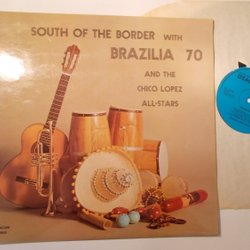 SOUTH OF THE BORDER WITH
BRAZILIA 70
AND THE
CHICO LOPEZ
ALL-STARS